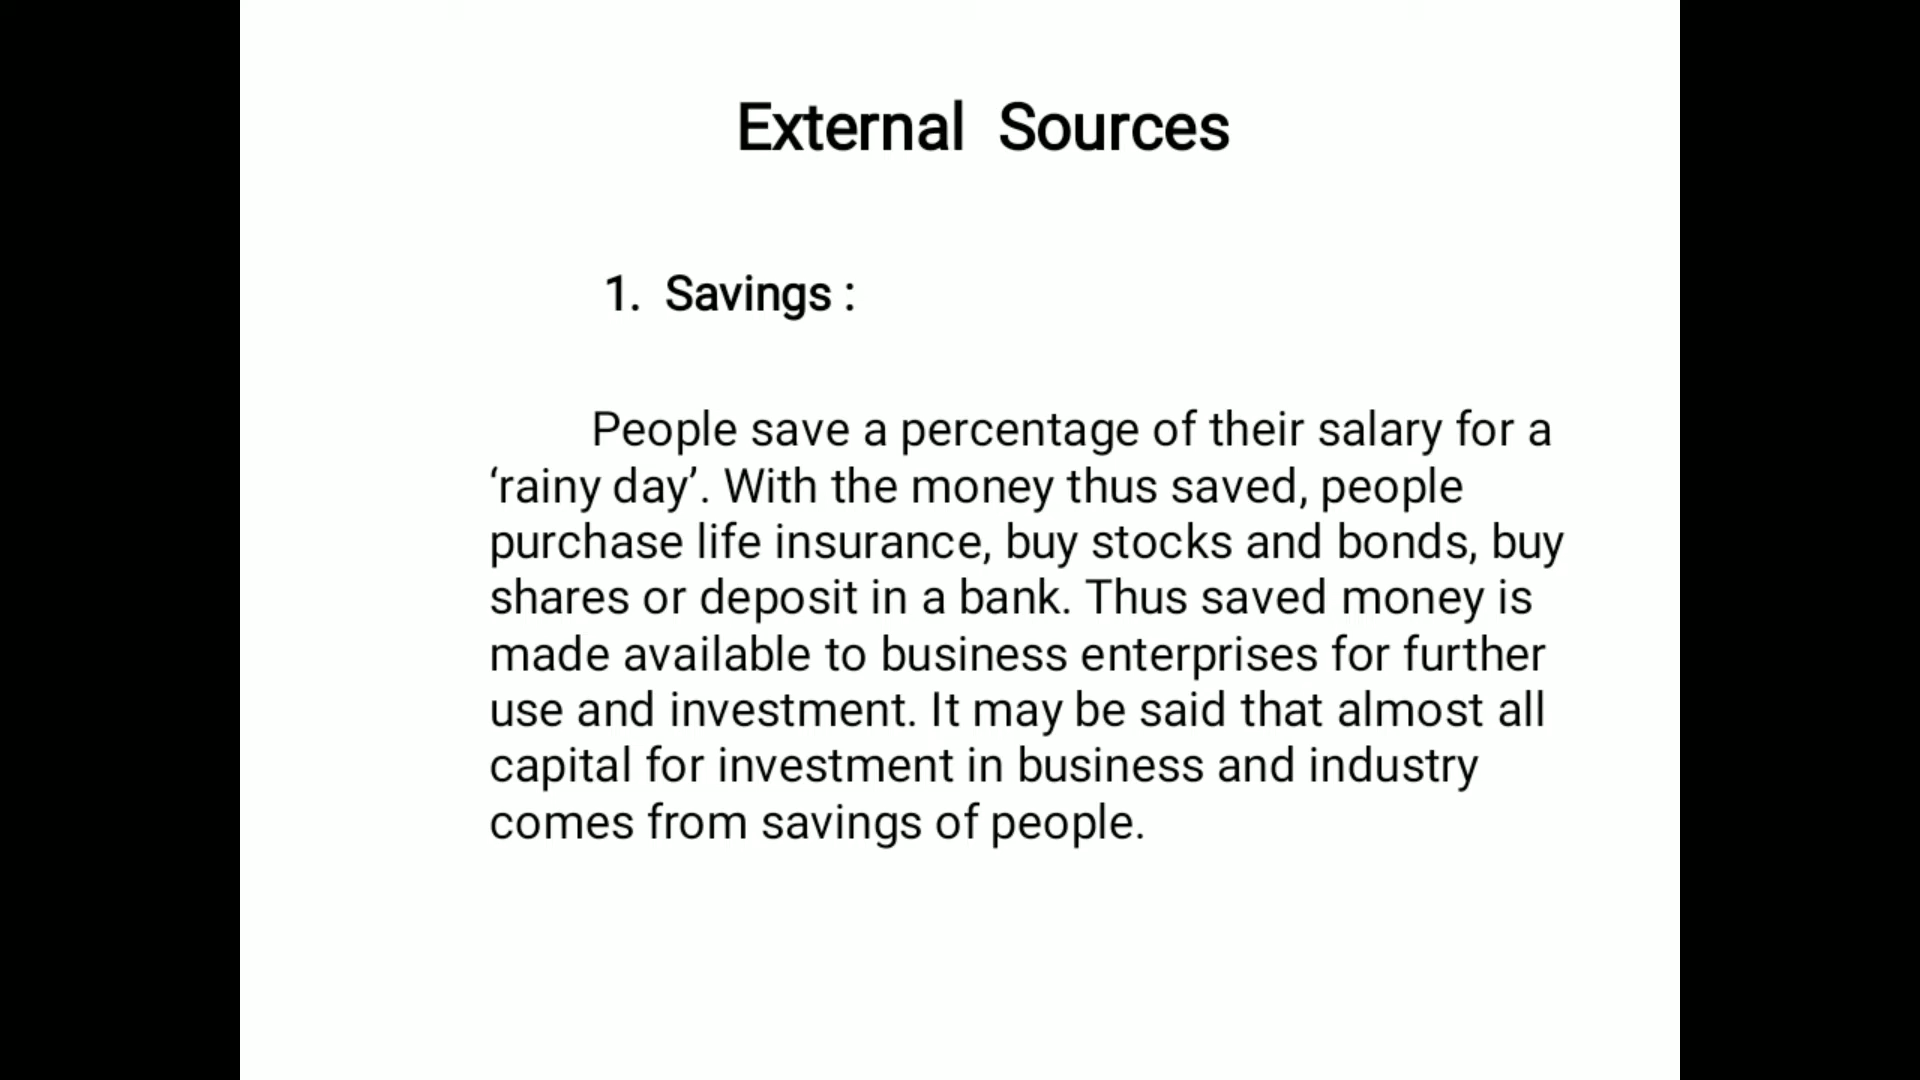 External Sources
1. Savings :
People save a percentage of their salary for a
‘rainy day’. With the money thus saved, people
purchase life insurance, buy stocks and bonds, buy
shares or deposit in a bank. Thus saved money is
made available to business enterprises for further
use and investment. It may be said that almost all
capital for investment in business and industry
comes from savings of people.